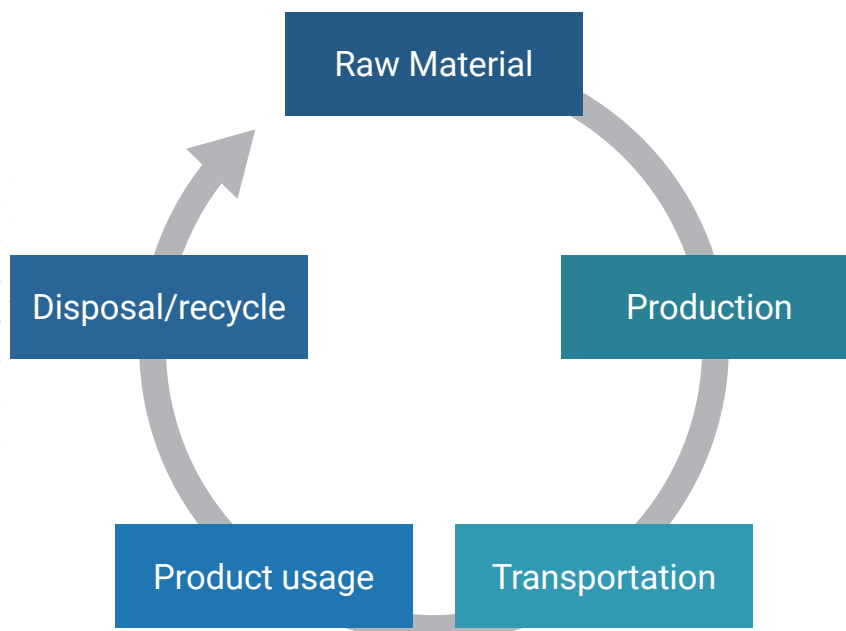 Raw Material
Production
Transportation
Product usage
Disposal/recycle